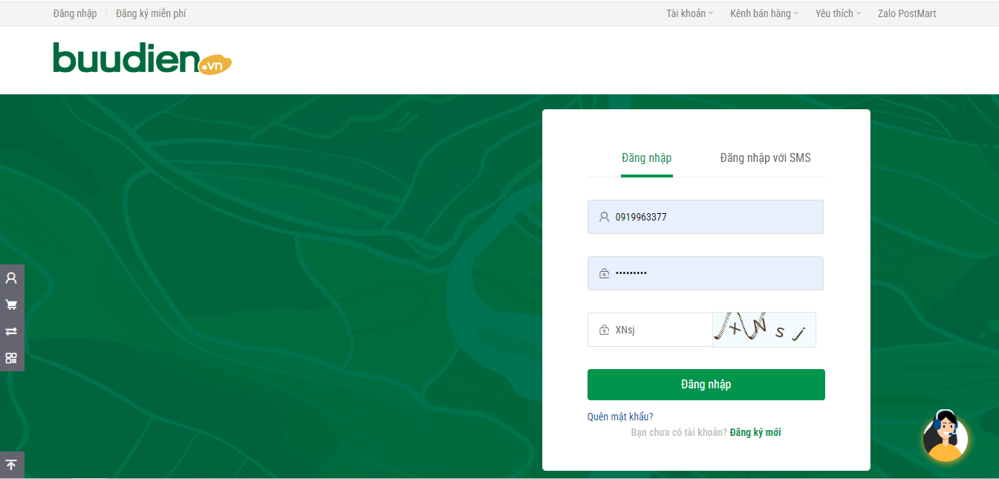 Đăng nhập Đăng ký miễn phí Tài khoản Kênh bán hàng Yêu thích Zalo PostMart
buudien.vn
Đăng nhập Đăng nhập với SMS
0919963377
•••••••••
XNsj xNsj
Đăng nhập
Quên mật khẩu?
Bạn chưa có tài khoản? Đăng ký mới